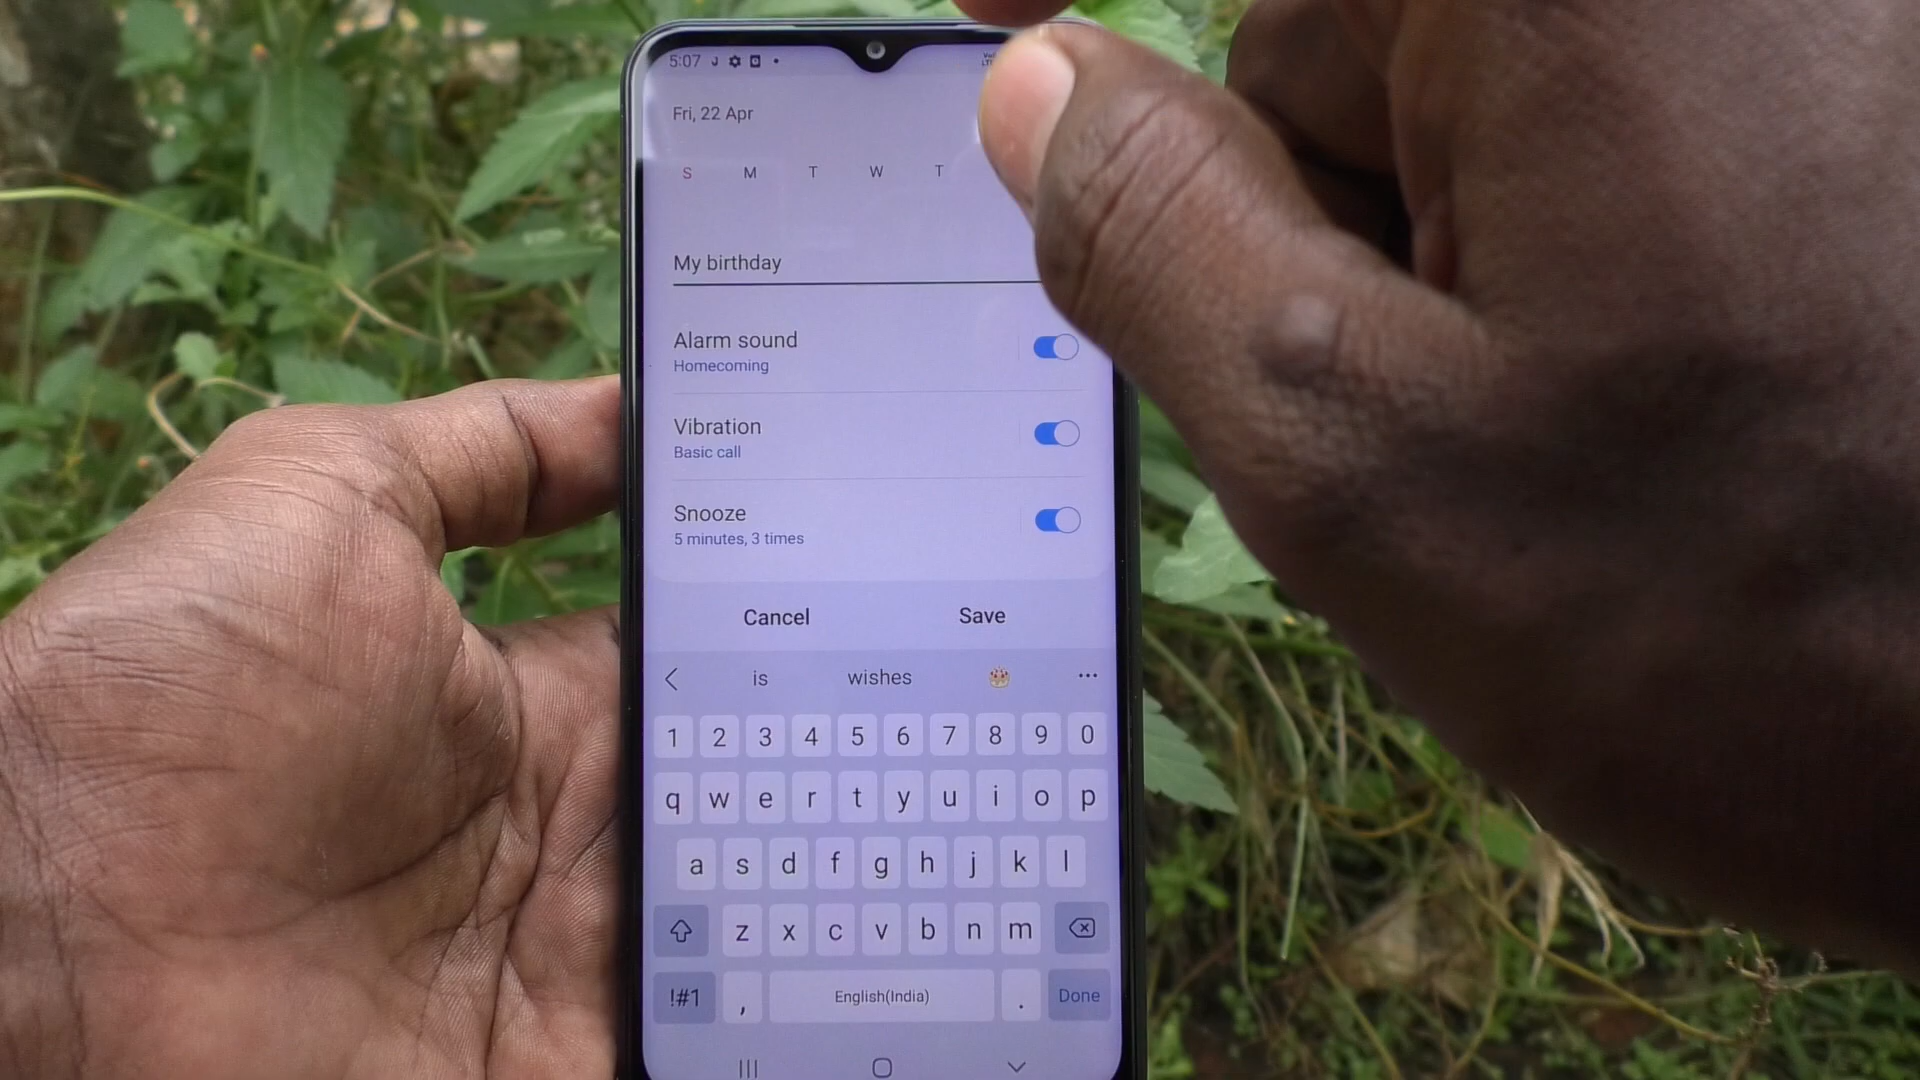 5:07
Fri, 22 Apr
S M T W T
My birthday
Alarm sound
Homecoming
Vibration
Basic call
Snooze
5 minutes, 3 times
Cancel Save
is wishes
1 2 3 4 5 6 7 8 9 0
q w e r t y u i o p
a s d f g h j k l
z x c v b n m
!#1 , English(India) . Done